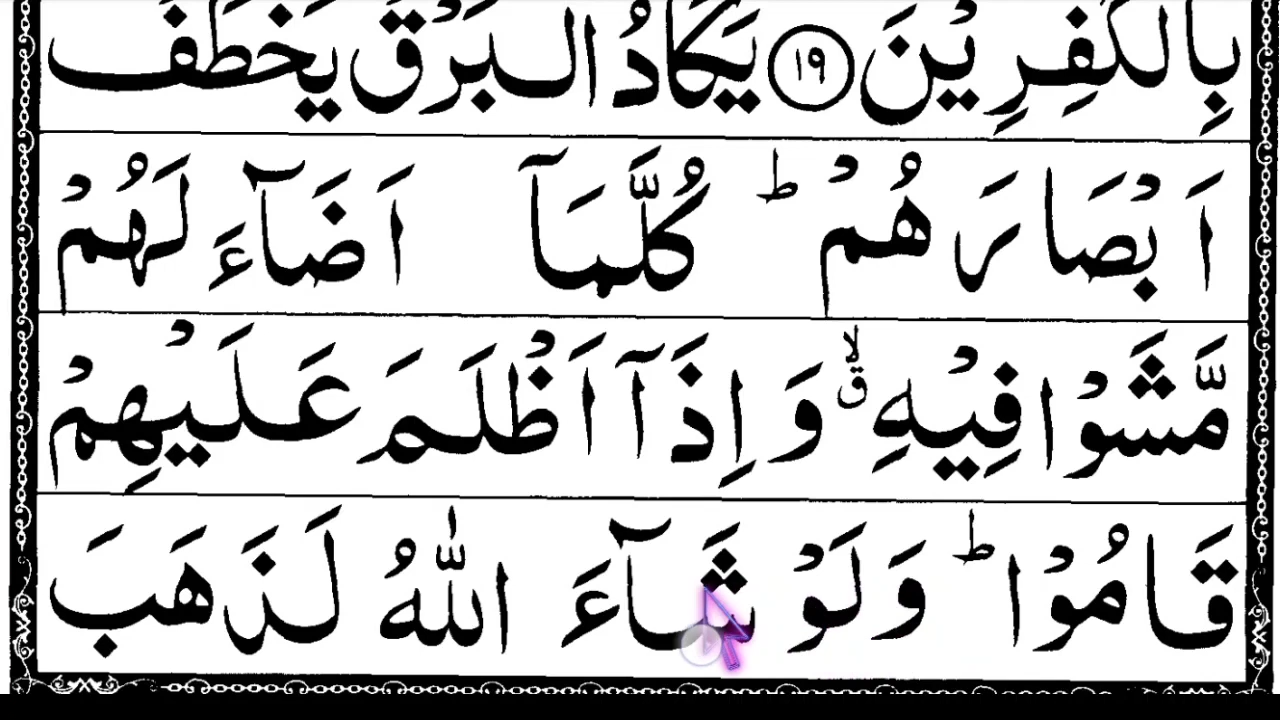 بِالْكٰفِرِيْنَ ۝١٩ يَكَادُ الْبَرْقُ يَخْطَفُ
اَبْصَارَهُمْ ؕ كُلَّمَاۤ اَضَآءَ لَهُمْ
مَّشَوْا فِيْهِ ۙۗ وَاِذَاۤ اَظْلَمَ عَلَيْهِمْ
قَامُوْا ؕ وَلَوْ شَآءَ اللّٰهُ لَذَهَبَ